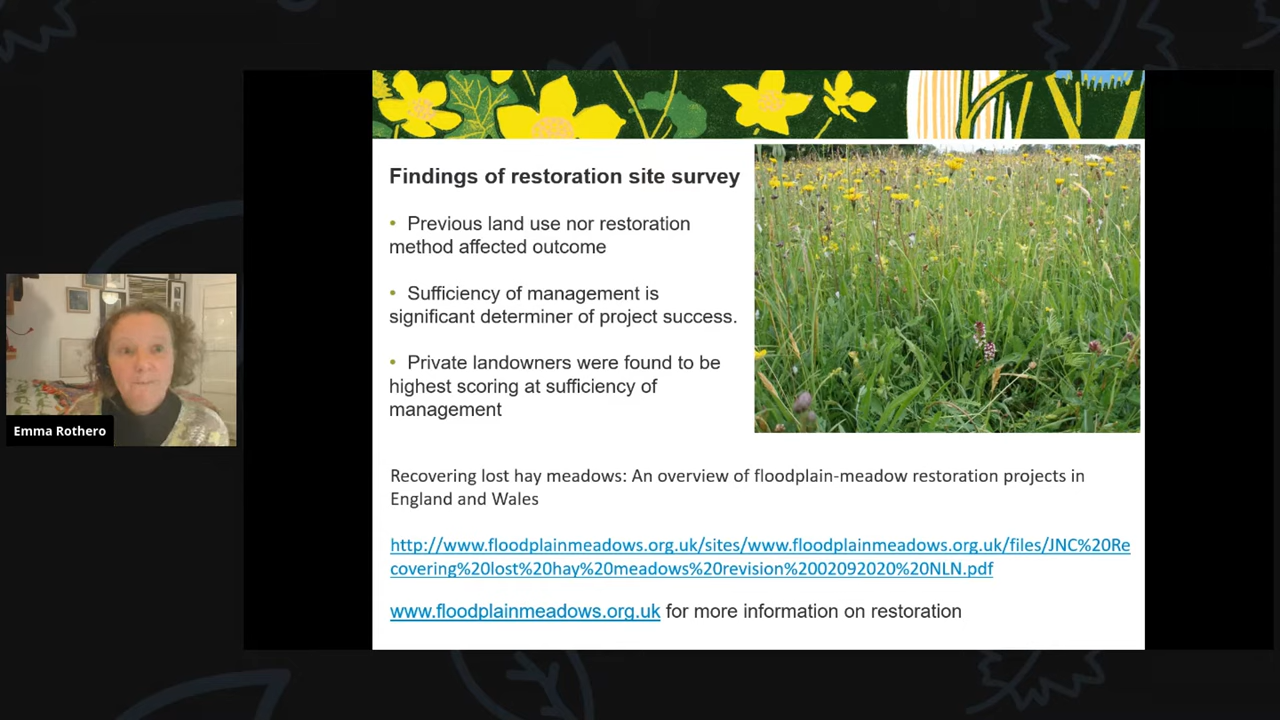 Findings of restoration site survey
• Previous land use nor restoration
method affected outcome
• Sufficiency of management is
significant determiner of project success.
• Private landowners were found to be
highest scoring at sufficiency of
management
Emma Rothero
Recovering lost hay meadows: An overview of floodplain-meadow restoration projects in
England and Wales
http://www.floodplainmeadows.org.uk/sites/www.floodplainmeadows.org.uk/files/JNC%20Re
covering%20lost%20hay%20meadows%20revision%2002092020%20NLN.pdf
www.floodplainmeadows.org.uk for more information on restoration